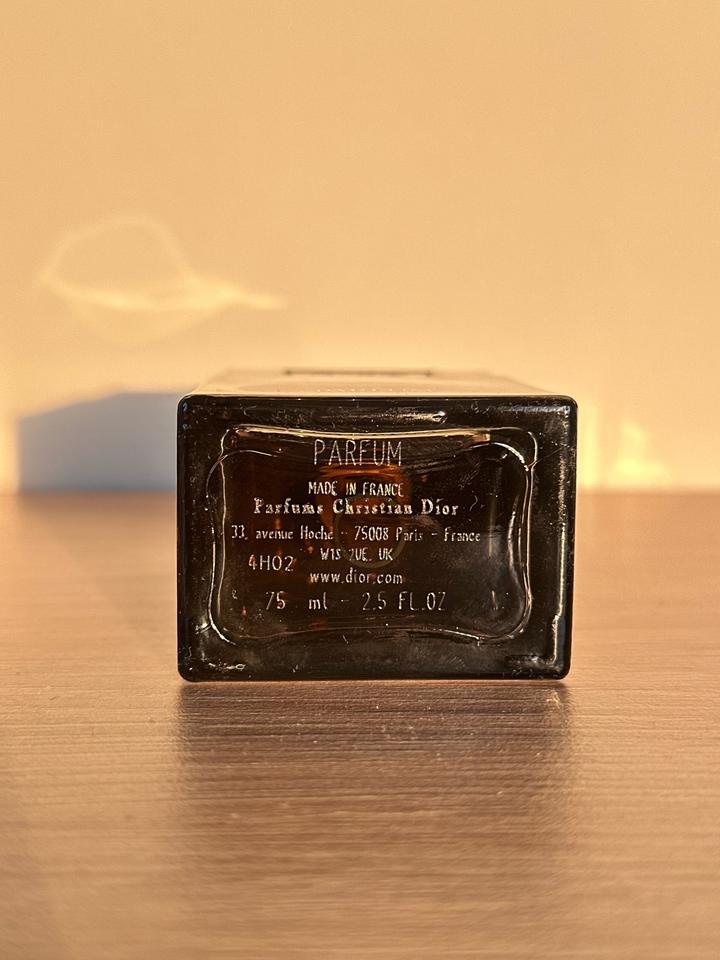 PARFUM
MADE IN FRANCE
Parfums Christian Dior
33, avenue Hoche - 75008 Paris - France
W1S 2UE, UK
4H02
www.dior.com
e 75 ml - 2.5 FL.OZ